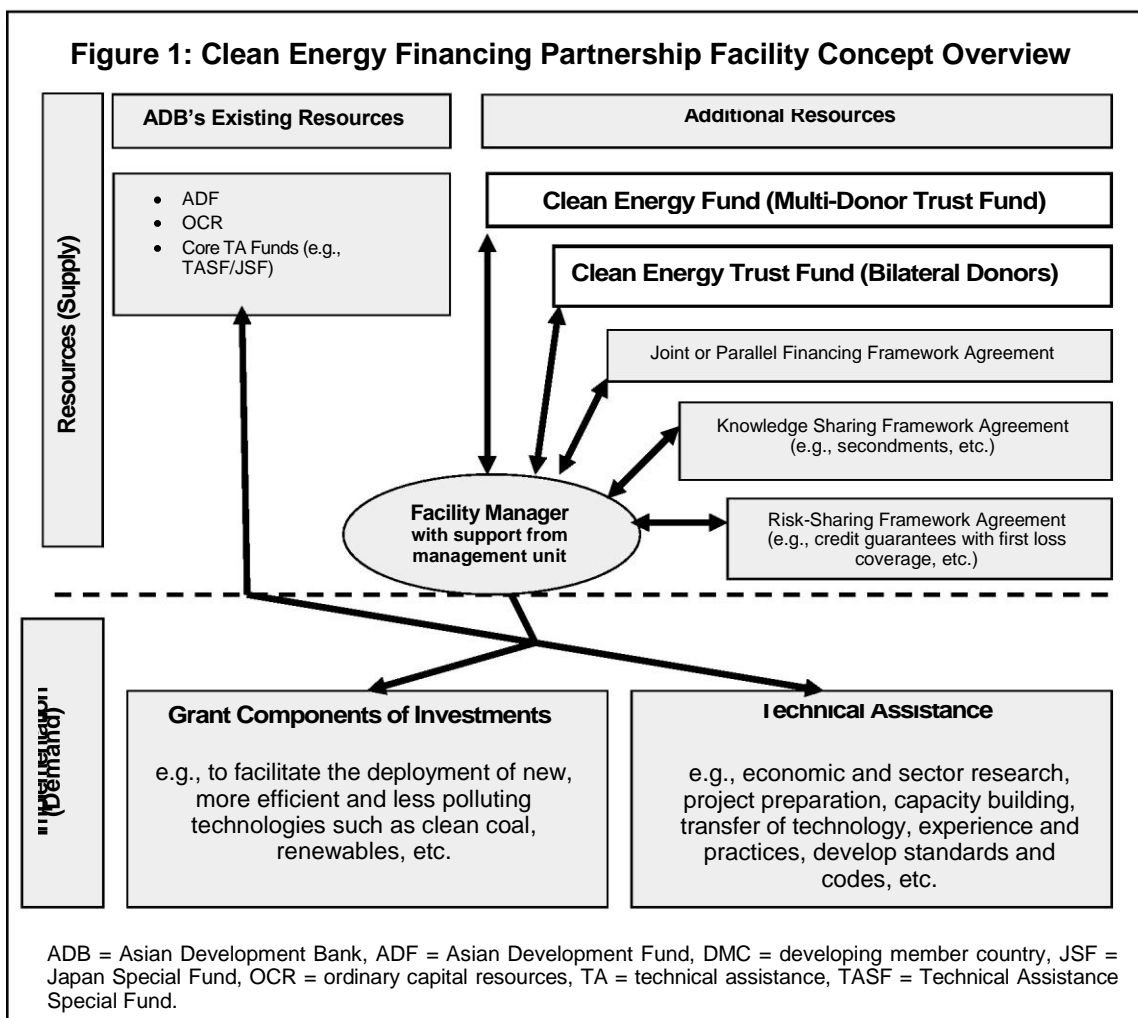 Figure 1: Clean Energy Financing Partnership Facility Concept Overview
Resources (Supply)
ADB's Existing Resources
Additional Resources
• ADF
• OCR
• Core TA Funds (e.g.,
TASF/JSF)
Clean Energy Fund (Multi-Donor Trust Fund)
Clean Energy Trust Fund (Bilateral Donors)
Joint or Parallel Financing Framework Agreement
Knowledge Sharing Framework Agreement
(e.g., secondments, etc.)
Risk-Sharing Framework Agreement
(e.g., credit guarantees with first loss
coverage, etc.)
Facility Manager
with support from
management unit
Implementation
(Demand)
Grant Components of Investments
e.g., to facilitate the deployment of new,
more efficient and less polluting
technologies such as clean coal,
renewables, etc.
Technical Assistance
e.g., economic and sector research,
project preparation, capacity building,
transfer of technology, experience and
practices, develop standards and
codes, etc.
ADB = Asian Development Bank, ADF = Asian Development Fund, DMC = developing member country, JSF =
Japan Special Fund, OCR = ordinary capital resources, TA = technical assistance, TASF = Technical Assistance
Special Fund.